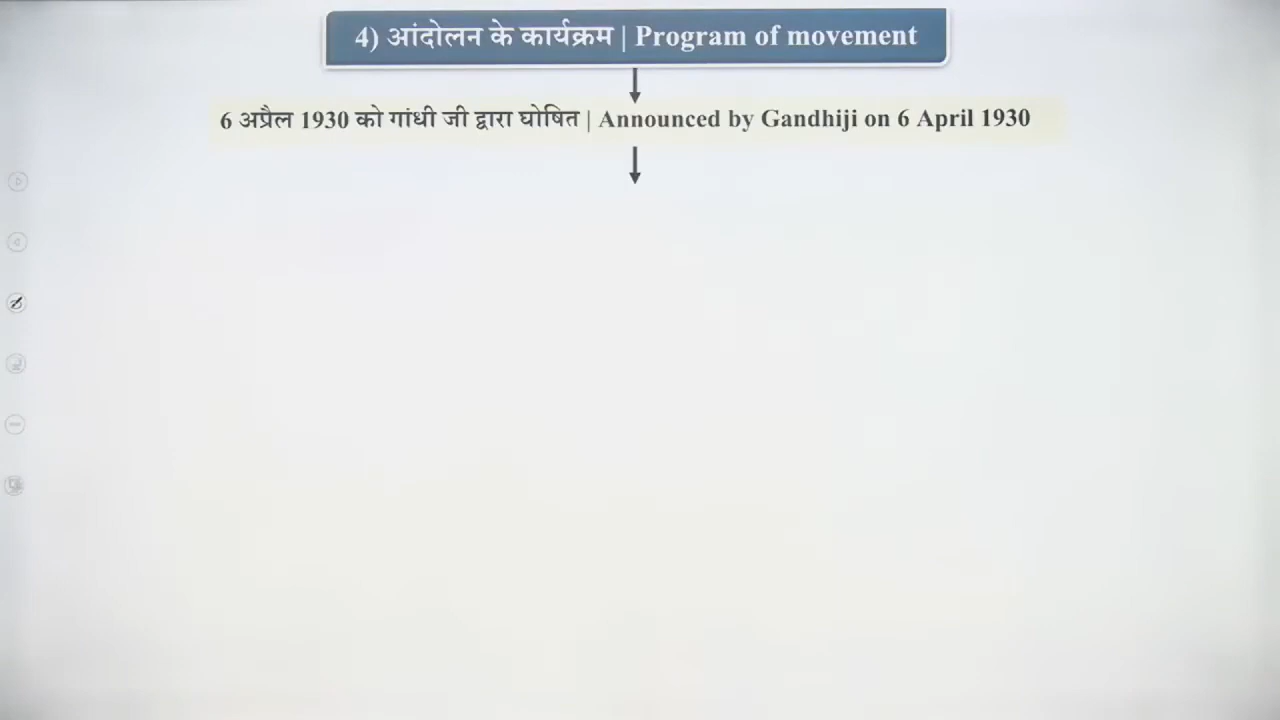 4) आंदोलन के कार्यक्रम | Program of movement
6 अप्रैल 1930 को गांधी जी द्वारा घोषित | Announced by Gandhiji on 6 April 1930